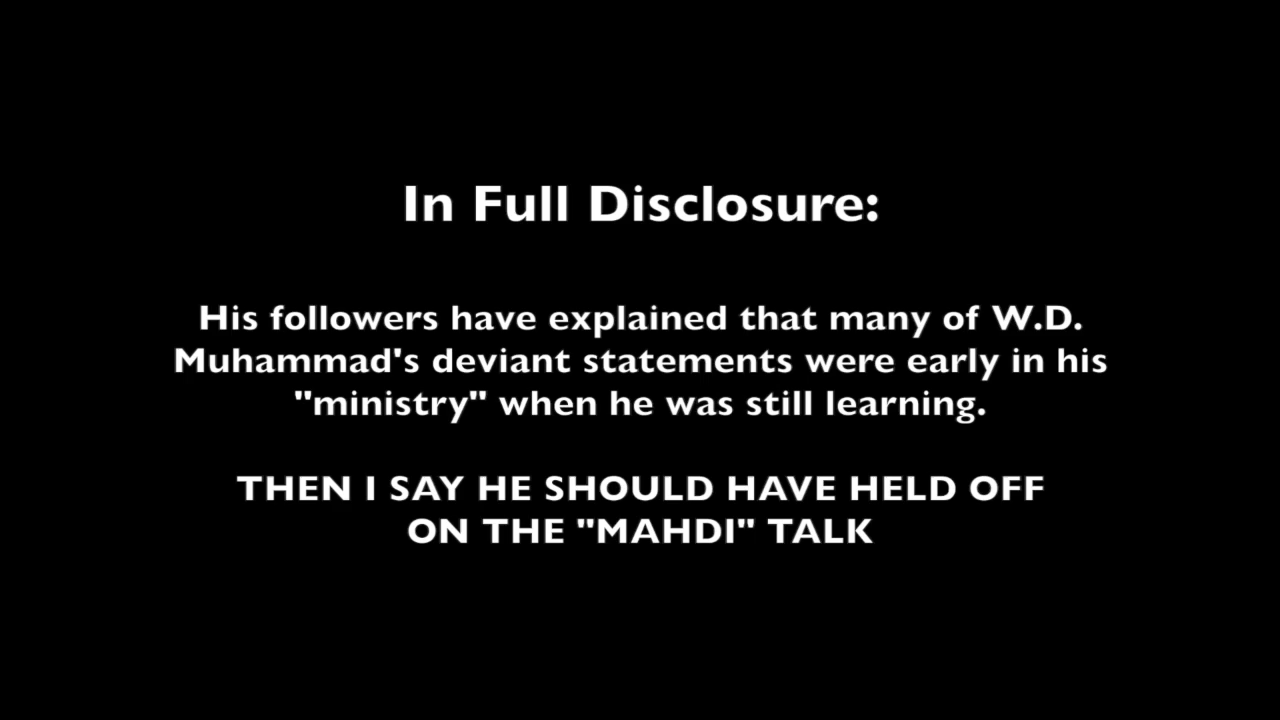 In Full Disclosure:
His followers have explained that many of W.D.
Muhammad's deviant statements were early in his
"ministry" when he was still learning.
THEN I SAY HE SHOULD HAVE HELD OFF
ON THE "MAHDI" TALK